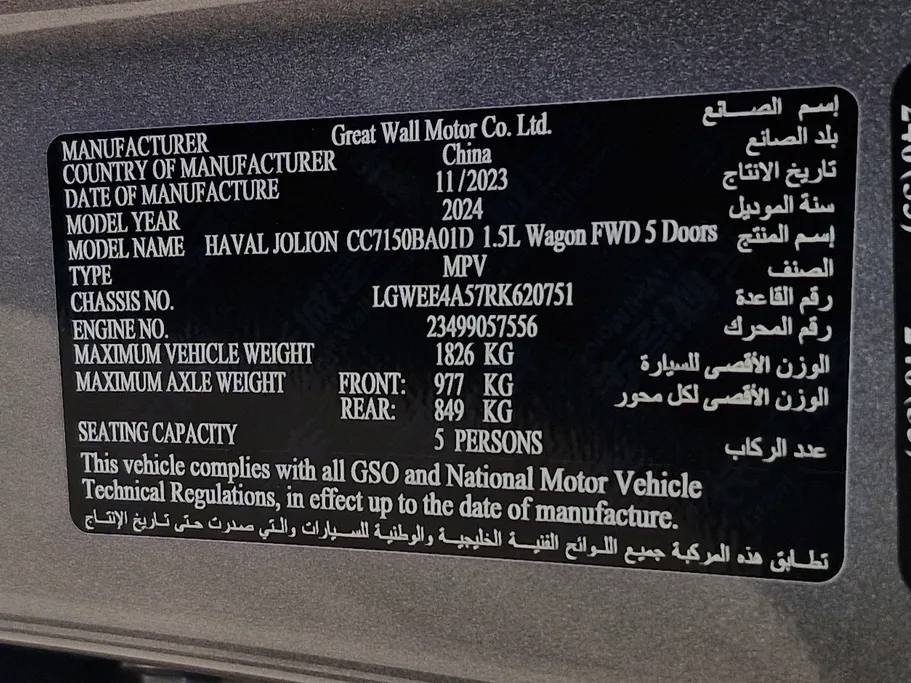 MANUFACTURER Great Wall Motor Co. Ltd. إسم الصانع
COUNTRY OF MANUFACTURER China بلد الصانع
DATE OF MANUFACTURE 11/2023 تاريخ الانتاج
MODEL YEAR 2024 سنة الموديل
MODEL NAME HAVAL JOLION CC7150BA01D 1.5L Wagon FWD 5 Doors إسم المنتج
TYPE MPV الصنف
CHASSIS NO. LGWEE4A57RK620751 رقم القاعدة
ENGINE NO. 23499057556 رقم المحرك
MAXIMUM VEHICLE WEIGHT 1826 KG الوزن الأقصى للسيارة
MAXIMUM AXLE WEIGHT FRONT: 977 KG الوزن الأقصى لكل محور
REAR: 849 KG
SEATING CAPACITY 5 PERSONS عدد الركاب
This vehicle complies with all GSO and National Motor Vehicle
Technical Regulations, in effect up to the date of manufacture.
تطابق هذه المركبة جميع اللوائح الفنية الخليجية والوطنية للسيارات والتي صدرت حتى تاريخ الإنتاج